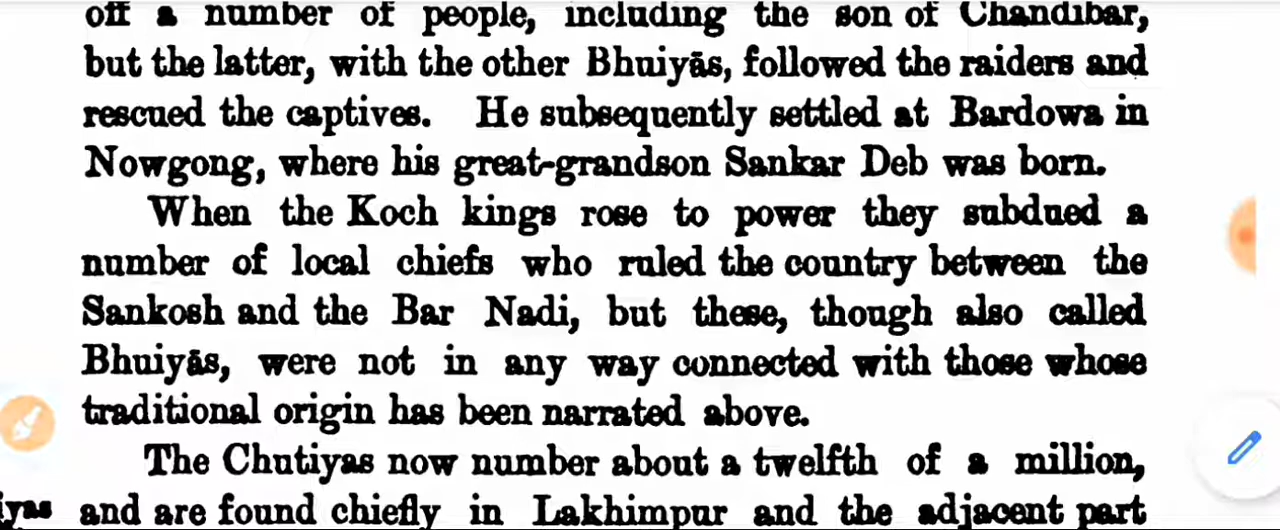 off a number of people, including the son of Chandibar,
but the latter, with the other Bhuiyās, followed the raiders and
rescued the captives. He subsequently settled at Bardowa in
Nowgong, where his great-grandson Sankar Deb was born.
When the Koch kings rose to power they subdued a
number of local chiefs who ruled the country between the
Sankosh and the Bar Nadi, but these, though also called
Bhuiyās, were not in any way connected with those whose
traditional origin has been narrated above.
The Chutiyas now number about a twelfth of a million,
iyas and are found chiefly in Lakhimpur and the adjacent part